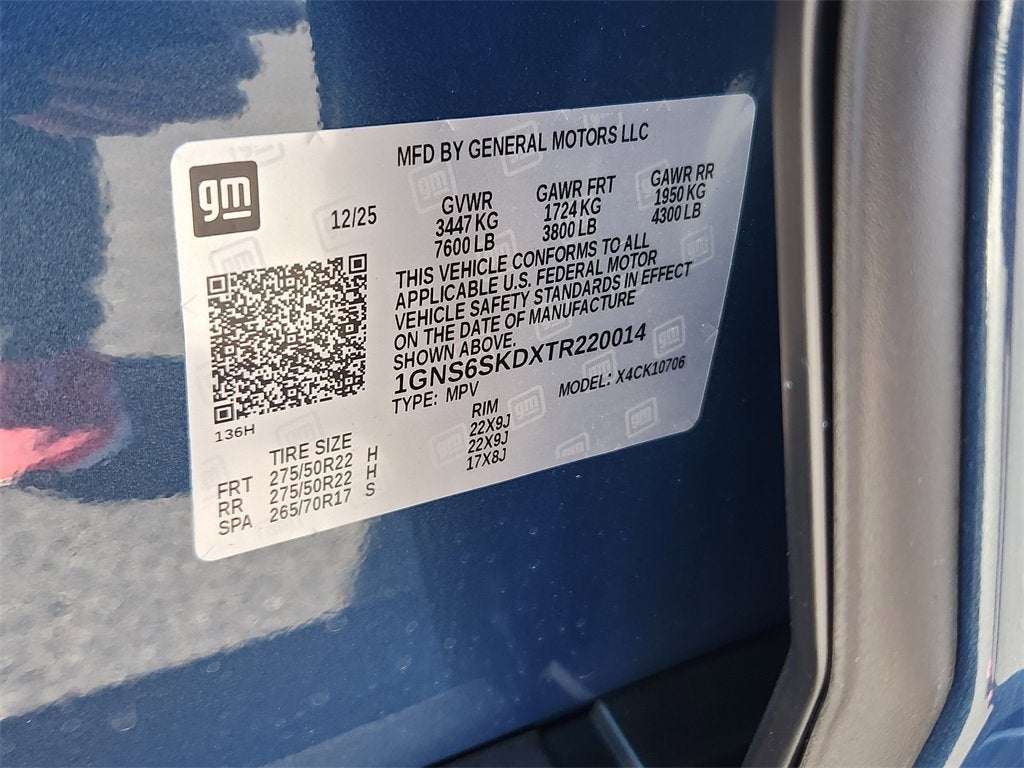 MFD BY GENERAL MOTORS LLC
gm
12/25
GVWR
3447 KG
7600 LB
GAWR FRT
1724 KG
3800 LB
GAWR RR
1950 KG
4300 LB
THIS VEHICLE CONFORMS TO ALL
APPLICABLE U.S. FEDERAL MOTOR
VEHICLE SAFETY STANDARDS IN EFFECT
ON THE DATE OF MANUFACTURE
SHOWN ABOVE.
1GNS6SKDXTR220014
TYPE: MPV MODEL: X4CK10706
136H
TIRE SIZE RIM
FRT 275/50R22 H 22X9J
RR 275/50R22 H 22X9J
SPA 265/70R17 S 17X8J